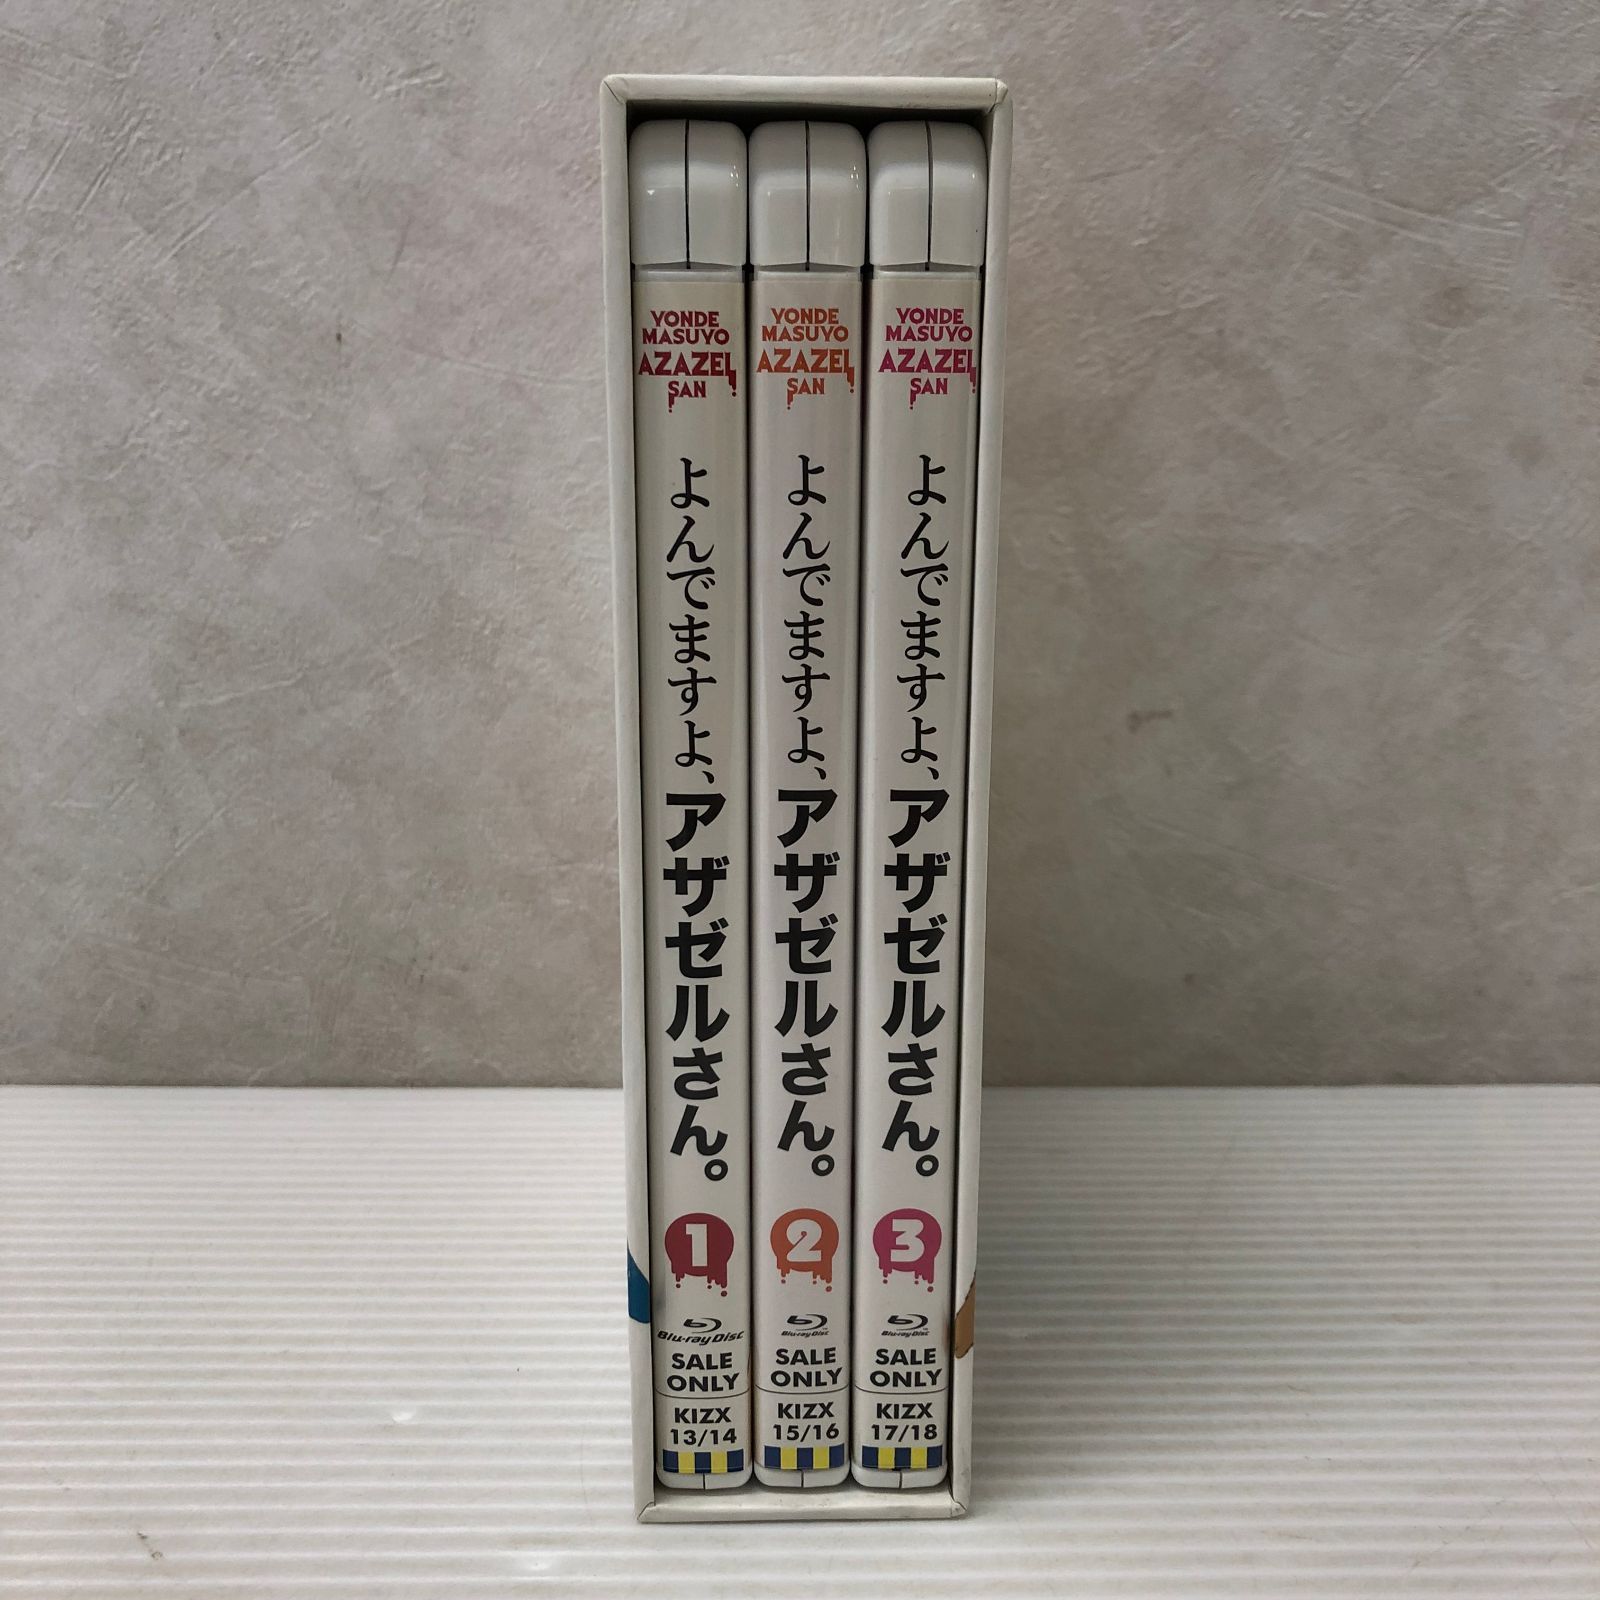 YONDE
MASUYO
AZAZEL
SAN
よんでますよ、アザゼルさん。
1
Blu-ray Disc
SALE
ONLY
KIZX
13/14
YONDE
MASUYO
AZAZEL
SAN
よんでますよ、アザゼルさん。
2
Blu-ray Disc
SALE
ONLY
KIZX
15/16
YONDE
MASUYO
AZAZEL
SAN
よんでますよ、アザゼルさん。
3
Blu-ray Disc
SALE
ONLY
KIZX
17/18